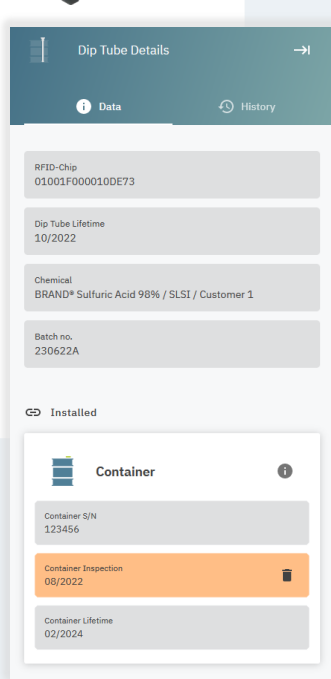 Dip Tube Details
Data
History
RFID-Chip
01001F000010DE73
Dip Tube Lifetime
10/2022
Chemical
BRAND® Sulfuric Acid 98% / SLSI / Customer 1
Batch no.
230622A
Installed
Container
Container S/N
123456
Container Inspection
08/2022
Container Lifetime
02/2024